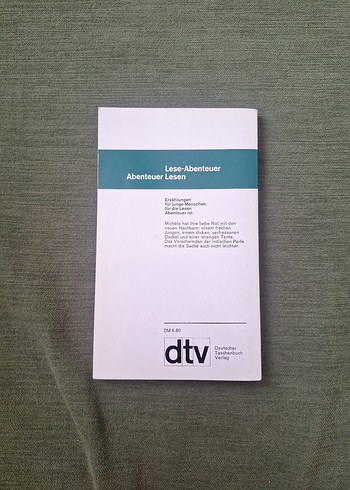 Lese-Abenteuer
Abenteuer Lesen
Erzählungen
für junge Menschen,
für die Lesen
Abenteuer ist.
Michèle hat ihre liebe Not mit den
neuen Nachbarn: einem frechen
Jungen, einem dicken, verfressenen
Dackel und einer strengen Tante.
Das Verschwinden der indischen Perle
macht die Sache auch nicht leichter.
DM 6.80
dtv
Deutscher
Taschenbuch
Verlag